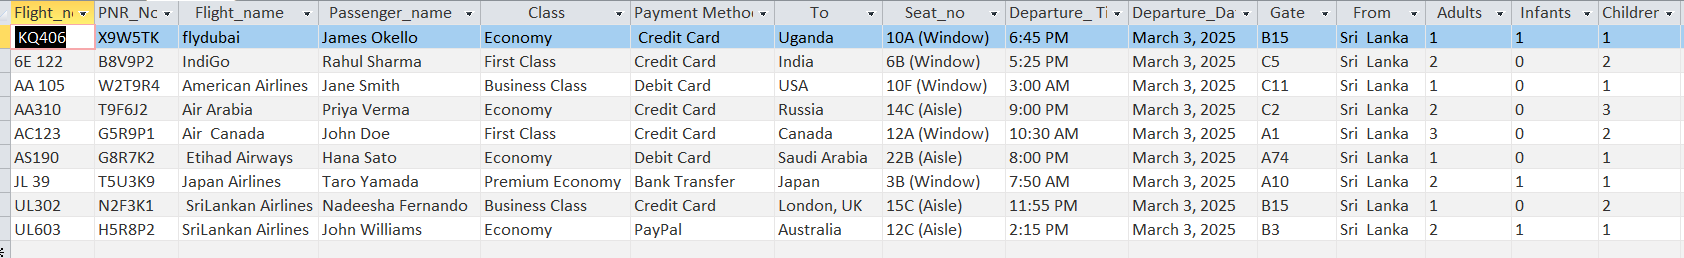 Flight_no PNR_No Flight_name Passenger_name Class Payment Method To Seat_no Departure_ Ti Departure_Da Gate From Adults Infants Children
KQ406 X9W5TK flydubai James Okello Economy Credit Card Uganda 10A (Window) 6:45 PM March 3, 2025 B15 Sri Lanka 1 1 1
6E 122 B8V9P2 IndiGo Rahul Sharma First Class Credit Card India 6B (Window) 5:25 PM March 3, 2025 C5 Sri Lanka 2 0 2
AA 105 W2T9R4 American Airlines Jane Smith Business Class Debit Card USA 10F (Window) 3:00 AM March 3, 2025 C11 Sri Lanka 1 0 1
AA310 T9F6J2 Air Arabia Priya Verma Economy Credit Card Russia 14C (Aisle) 9:00 PM March 3, 2025 C2 Sri Lanka 2 0 3
AC123 G5R9P1 Air Canada John Doe First Class Credit Card Canada 12A (Window) 10:30 AM March 3, 2025 A1 Sri Lanka 3 0 2
AS190 G8R7K2 Etihad Airways Hana Sato Economy Debit Card Saudi Arabia 22B (Aisle) 8:00 PM March 3, 2025 A74 Sri Lanka 1 0 1
JL 39 T5U3K9 Japan Airlines Taro Yamada Premium Economy Bank Transfer Japan 3B (Window) 7:50 AM March 3, 2025 A10 Sri Lanka 2 1 1
UL302 N2F3K1 SriLankan Airlines Nadeesha Fernando Business Class Credit Card London, UK 15C (Aisle) 11:55 PM March 3, 2025 B15 Sri Lanka 1 0 2
UL603 H5R8P2 SriLankan Airlines John Williams Economy PayPal Australia 12C (Aisle) 2:15 PM March 3, 2025 B3 Sri Lanka 2 1 1